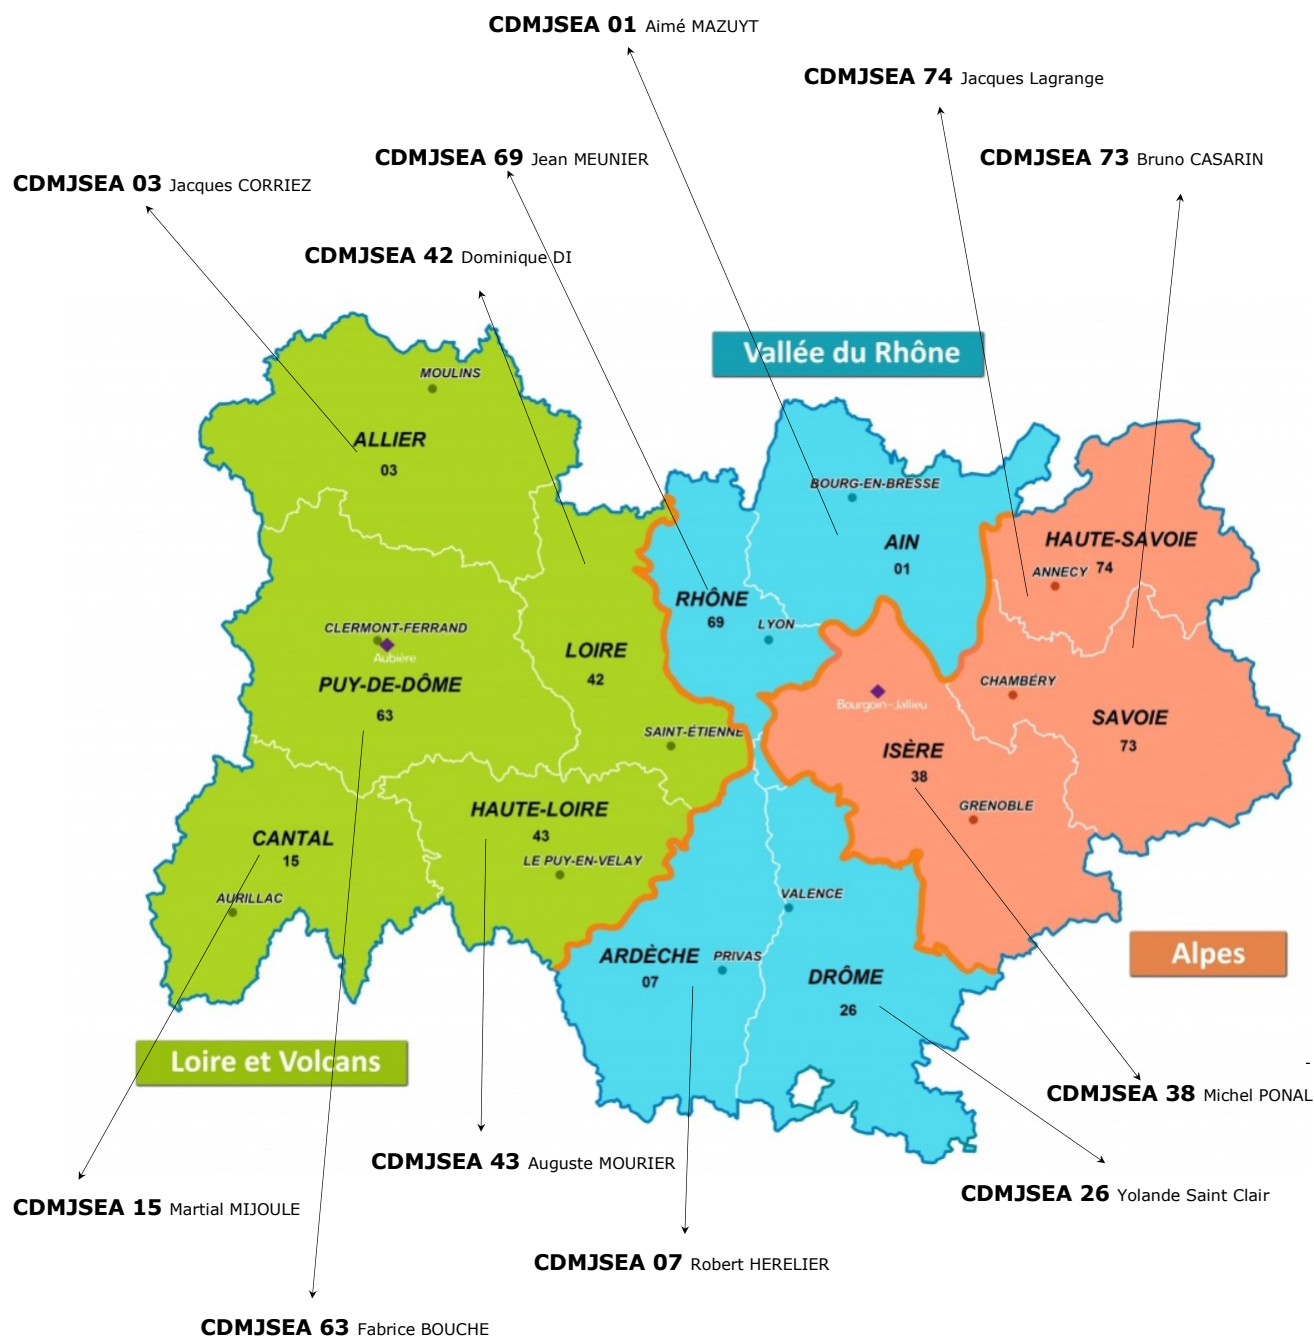 CDMJSEA 01 Aimé MAZUYT
CDMJSEA 74 Jacques Lagrange
CDMJSEA 69 Jean MEUNIER
CDMJSEA 73 Bruno CASARIN
CDMJSEA 03 Jacques CORRIEZ
CDMJSEA 42 Dominique DI
Vallée du Rhône
MOULINS
ALLIER
03
BOURG-EN-BRESSE
AIN
01
HAUTE-SAVOIE
74
ANNECY
RHÔNE
69
LYON
CLERMONT-FERRAND
Aubière
PUY-DE-DÔME
63
LOIRE
42
CHAMBÉRY
Bourgoin-Jallieu
SAVOIE
73
SAINT-ÉTIENNE
ISÈRE
38
GRENOBLE
HAUTE-LOIRE
43
CANTAL
15
LE PUY-EN-VELAY
AURILLAC
VALENCE
ARDÈCHE
07
PRIVAS
DRÔME
26
Alpes
Loire et Volcans
-
CDMJSEA 38 Michel PONAL
CDMJSEA 43 Auguste MOURIER
CDMJSEA 26 Yolande Saint Clair
CDMJSEA 15 Martial MIJOULE
CDMJSEA 07 Robert HERELIER
CDMJSEA 63 Fabrice BOUCHE